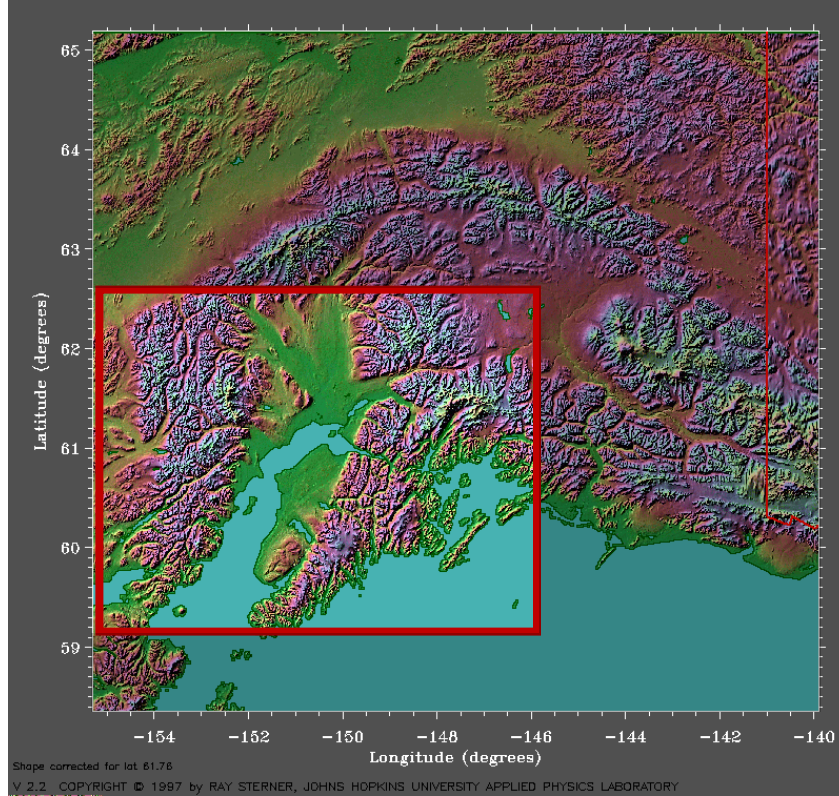 65
64
63
62
61
60
59
Latitude (degrees)
-154 -152 -150 -148 -146 -144 -142 -140
Longitude (degrees)
Shape corrected for lat 61.76
V 2.2 COPYRIGHT © 1997 by RAY STERNER, JOHNS HOPKINS UNIVERSITY APPLIED PHYSICS LABORATORY